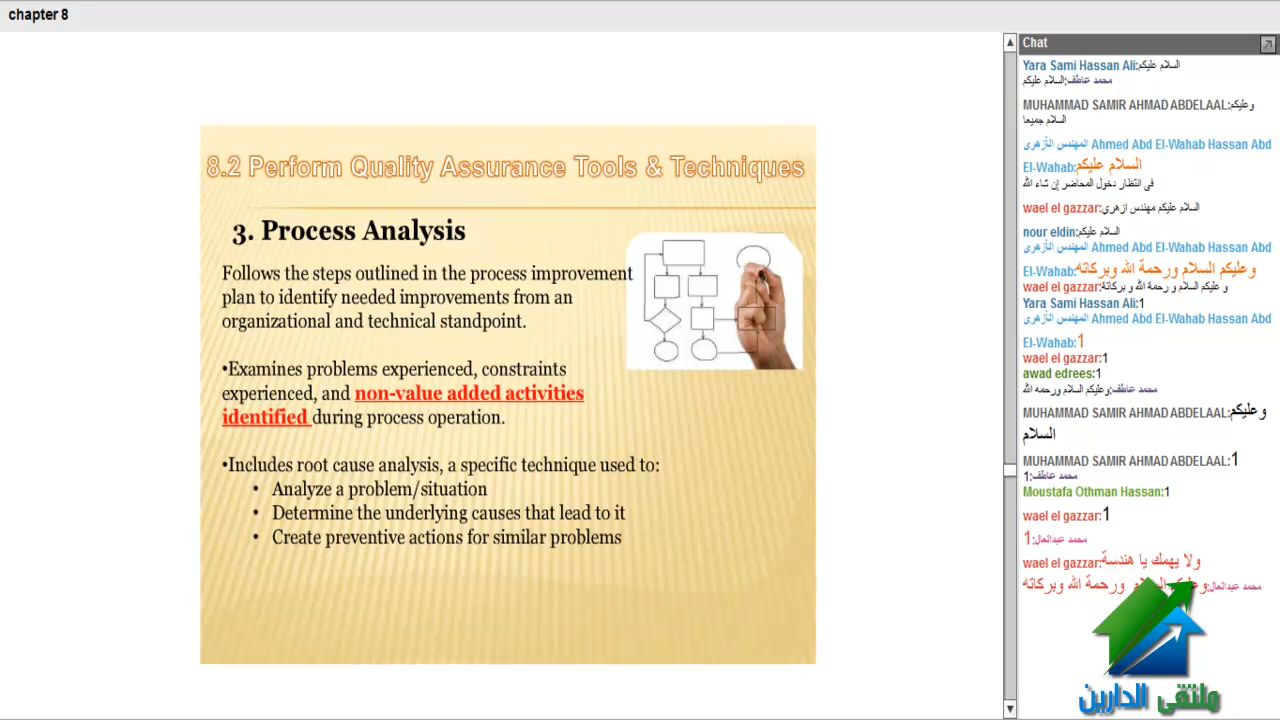 chapter 8
8.2 Perform Quality Assurance Tools & Techniques
3. Process Analysis
Follows the steps outlined in the process improvement
plan to identify needed improvements from an
organizational and technical standpoint.
•Examines problems experienced, constraints
experienced, and non-value added activities
identified during process operation.
•Includes root cause analysis, a specific technique used to:
• Analyze a problem/situation
• Determine the underlying causes that lead to it
• Create preventive actions for similar problems
Chat
Yara Sami Hassan Ali:السلام عليكم
محمد عاطف:السلام عليكم
MUHAMMAD SAMIR AHMAD ABDELAAL:وعليكم
السلام جميعا
المهندس الأزهرى Ahmed Abd El-Wahab Hassan Abd
El-Wahab:السلام عليكم
فى انتظار دخول المحاضر إن شاء الله
wael el gazzar:السلام عليكم مهندس ازهري
nour eldin:السلام عليكم
المهندس الأزهرى Ahmed Abd El-Wahab Hassan Abd
El-Wahab:وعليكم السلام ورحمة الله وبركاته
wael el gazzar:و عليكم السلام و رحمة الله و بركاتة
Yara Sami Hassan Ali:1
المهندس الأزهرى Ahmed Abd El-Wahab Hassan Abd
El-Wahab:1
wael el gazzar:1
awad edrees:1
محمد عاطف:وعليكم السلام ورحمه الله
MUHAMMAD SAMIR AHMAD ABDELAAL:وعليكم
السلام
MUHAMMAD SAMIR AHMAD ABDELAAL:1
محمد عاطف:1
Moustafa Othman Hassan:1
wael el gazzar:1
محمد عبدالعال:1
wael el gazzar:ولا يهمك يا هندسة
محمد عبدالعال:وعليكم السلام ورحمة الله وبركاته
ملتقى الدارين